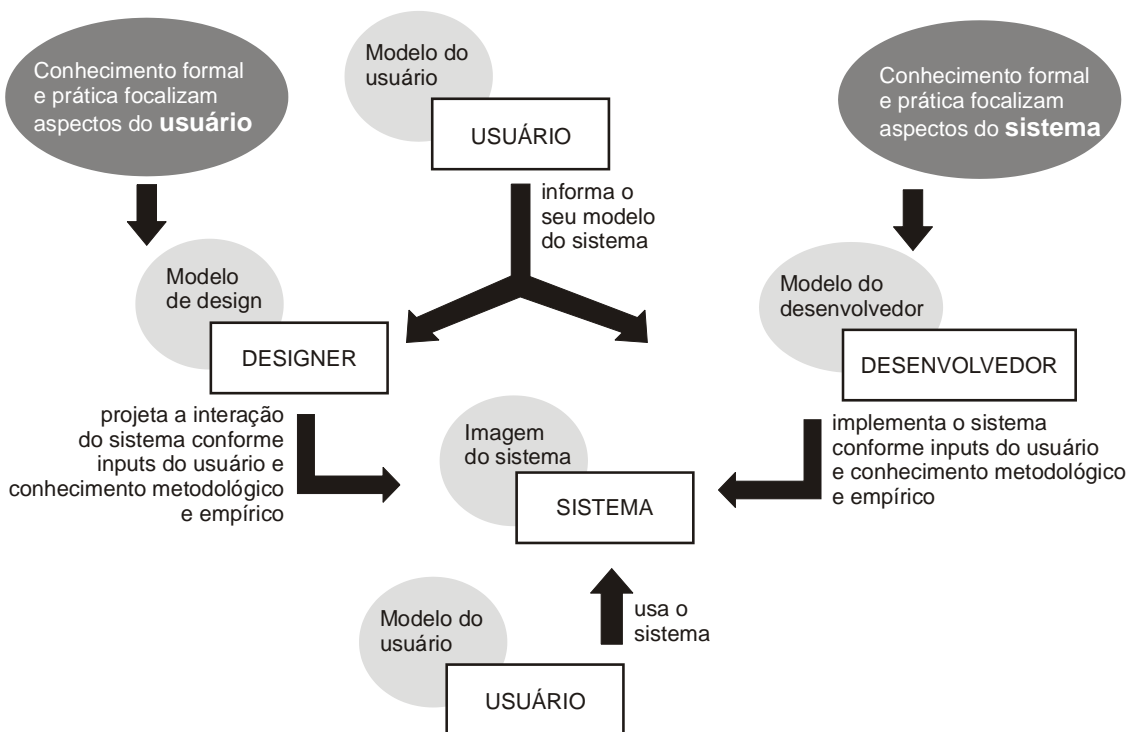 Conhecimento formal
e prática focalizam
aspectos do usuário
Modelo do
usuário
USUÁRIO
informa o
seu modelo
do sistema
Conhecimento formal
e prática focalizam
aspectos do sistema
Modelo
de design
DESIGNER
projeta a interação
do sistema conforme
inputs do usuário e
conhecimento metodológico
e empírico
Modelo do
desenvolvedor
DESENVOLVEDOR
implementa o sistema
conforme inputs do usuário
e conhecimento metodológico
e empírico
Imagem
do sistema
SISTEMA
usa o
sistema
Modelo do
usuário
USUÁRIO